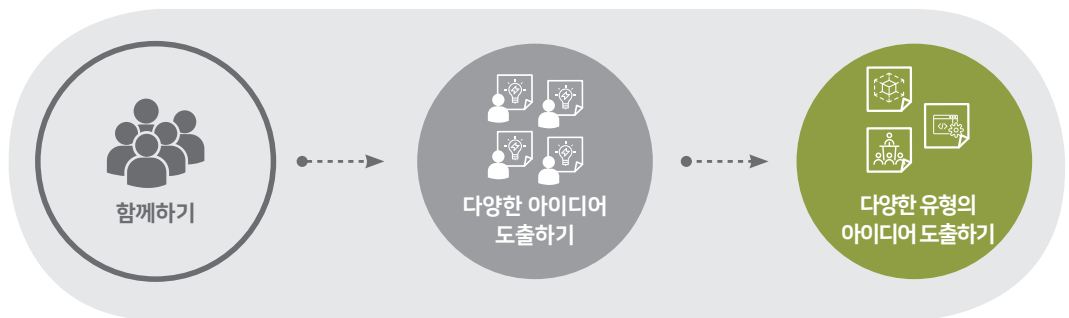 함께하기
다양한 아이디어
도출하기
다양한 유형의
아이디어 도출하기